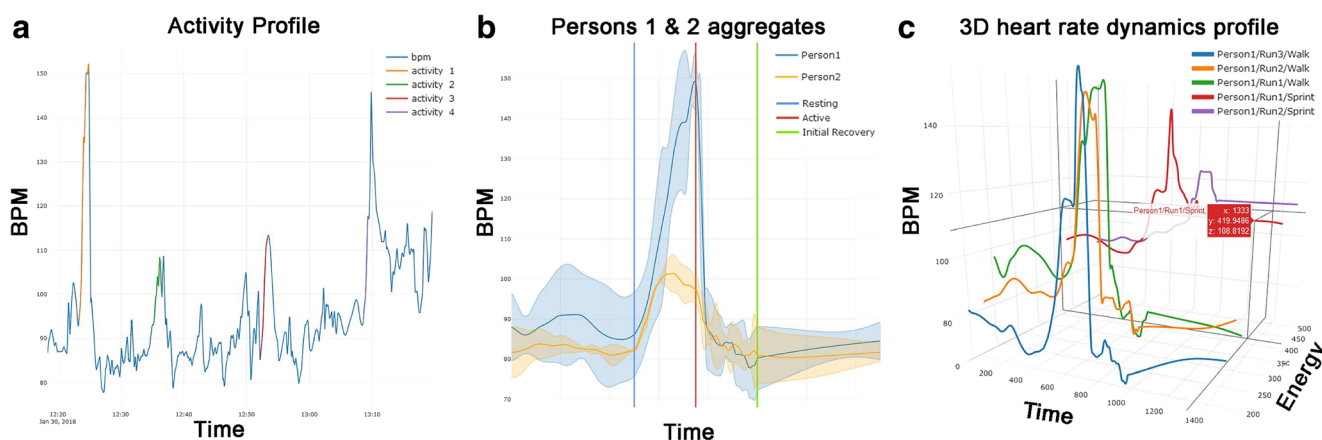 a Activity Profile
BPM
150
140
130
120
110
100
90
80
12:20 12:30 12:40 12:50 13:00 13:10
Jan 30, 2018
Time
bpm
activity 1
activity 2
activity 3
activity 4
b Persons 1 & 2 aggregates
BPM
150
140
130
120
110
100
90
80
70
Time
Person1
Person2
Resting
Active
Initial Recovery
c 3D heart rate dynamics profile
Person1/Run3/Walk
Person1/Run2/Walk
Person1/Run1/Walk
Person1/Run1/Sprint
Person1/Run2/Sprint
BPM
140
120
100
80
Person1/Run1/Sprint
x: 1333
y: 419.9486
z: 108.8192
0 200 400 600 800 1000 1200 1400
Time
200
250
300
350
400
450
500
Energy